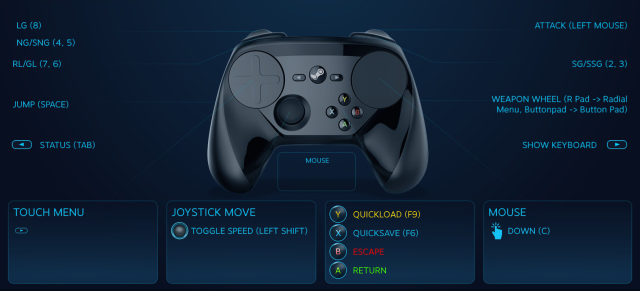 LG (8)
ATTACK (LEFT MOUSE)
NG/SNG (4, 5)
RL/GL (7, 6)
SG/SSG (2, 3)
JUMP (SPACE)
WEAPON WHEEL (R Pad -> Radial
Menu, Buttonpad -> Button Pad)
STATUS (TAB)
SHOW KEYBOARD
Y
X
B
A
MOUSE
TOUCH MENU
JOYSTICK MOVE
TOGGLE SPEED (LEFT SHIFT)
Y QUICKLOAD (F9)
X QUICKSAVE (F6)
B ESCAPE
A RETURN
MOUSE
DOWN (C)